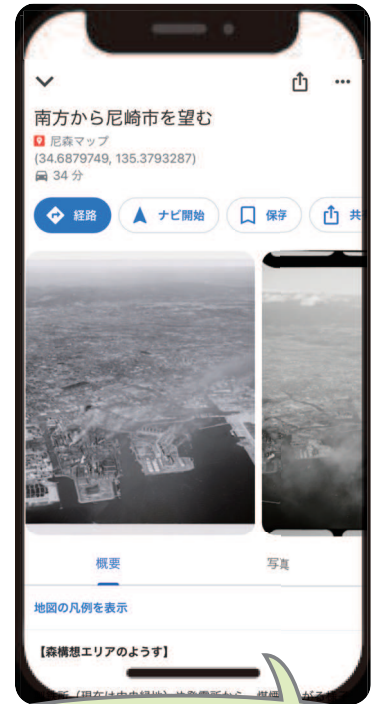 南方から尼崎市を望む
尼森マップ
(34.6879749, 135.3793287)
34 分
経路
ナビ開始
保存
共
概要
写真
地図の凡例を表示
【森構想エリアのようす】